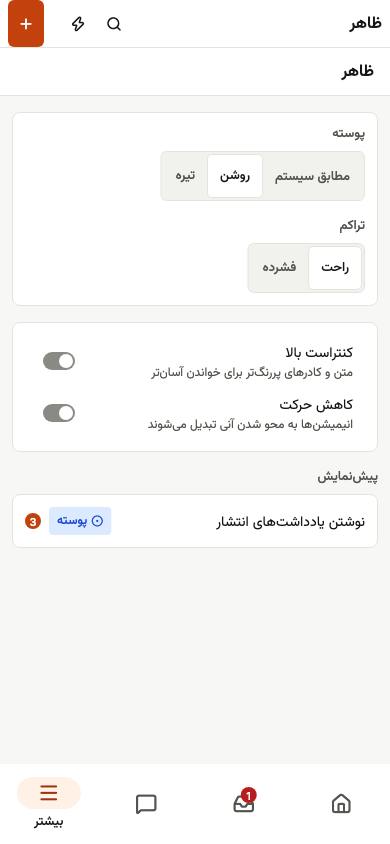 ظاهر
ظاهر
پوسته
مطابق سیستم
روشن
تیره
تراکم
راحت
فشرده
کنتراست بالا
متن و کادرهای پررنگ‌تر برای خواندن آسان‌تر
کاهش حرکت
انیمیشن‌ها به محو شدن آنی تبدیل می‌شوند
پیش‌نمایش
نوشتن یادداشت‌های انتشار
پوسته
3
1
بیشتر